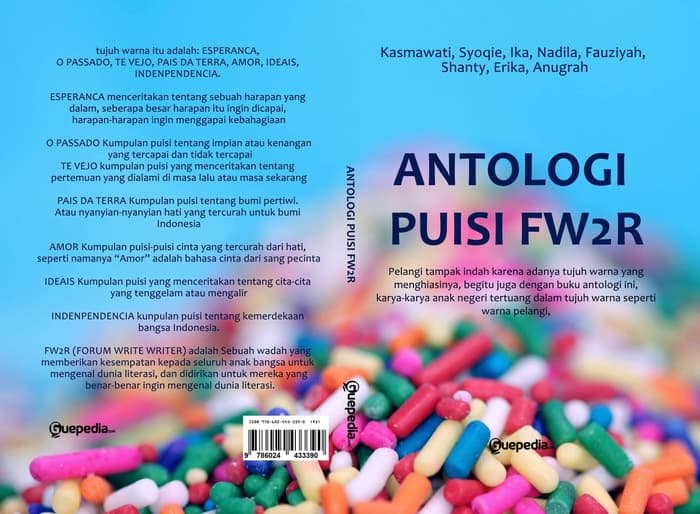 tujuh warna itu adalah: ESPERANCA,
O PASSADO, TE VEJO, PAIS DA TERRA, AMOR, IDEAIS,
INDENPENDENCIA.
ESPERANCA menceritakan tentang sebuah harapan yang
dalam, seberapa besar harapan itu ingin dicapai,
harapan-harapan ingin menggapai kebahagiaan
O PASSADO Kumpulan puisi tentang impian atau kenangan
yang tercapai dan tidak tercapai
TE VEJO kumpulan puisi yang menceritakan tentang
pertemuan yang dialami di masa lalu atau masa sekarang
PAIS DA TERRA Kumpulan puisi tentang bumi pertiwi.
Atau nyanyian-nyanyian hati yang tercurah untuk bumi
Indonesia
AMOR Kumpulan puisi-puisi cinta yang tercurah dari hati,
seperti namanya “Amor” adalah bahasa cinta dari sang pecinta
IDEAIS Kumpulan puisi yang menceritakan tentang cita-cita
yang tenggelam atau mengalir
INDENPENDENCIA kunpulan puisi tentang kemerdekaan
bangsa Indonesia.
FW2R (FORUM WRITE WRITER) adalah Sebuah wadah yang
memberikan kesempatan kepada seluruh anak bangsa untuk
mengenal dunia literasi, dan didirikan untuk mereka yang
benar-benar ingin mengenal dunia literasi.
Guepedia
9 786024 433390
ANTOLOGI PUISI FW2R
Guepedia
Kasmawati, Syoqie, Ika, Nadila, Fauziyah,
Shanty, Erika, Anugrah
ANTOLOGI
PUISI FW2R
Pelangi tampak indah karena adanya tujuh warna yang
menghiasinya, begitu juga dengan buku antologi ini,
karya-karya anak negeri tertuang dalam tujuh warna seperti
warna pelangi,
Guepedia